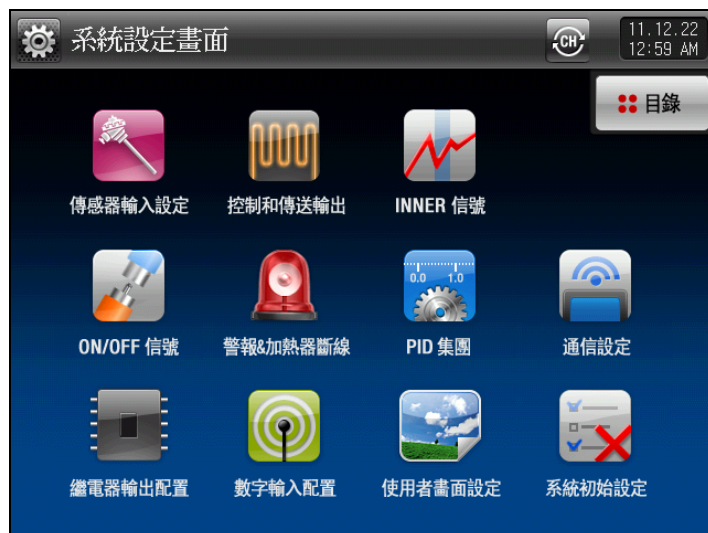 系統設定畫面
CH
11.12.22
12:59 AM
目錄
傳感器輸入設定
控制和傳送輸出
INNER 信號
0.0 1.0
ON/OFF 信號
警報&加熱器斷線
PID 集團
通信設定
繼電器輸出配置
數字輸入配置
使用者畫面設定
系統初始設定